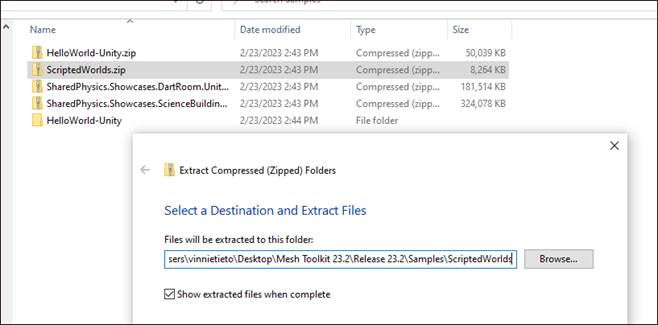 Name Date modified Type Size
HelloWorld-Unity.zip 2/23/2023 2:43 PM Compressed (zipp... 50,039 KB
ScriptedWorlds.zip 2/23/2023 2:43 PM Compressed (zipp... 8,264 KB
SharedPhysics.Showcases.DartRoom.Unit... 2/23/2023 2:43 PM Compressed (zipp... 181,514 KB
SharedPhysics.Showcases.ScienceBuildin... 2/23/2023 2:43 PM Compressed (zipp... 324,078 KB
HelloWorld-Unity 2/23/2023 2:44 PM File folder
Extract Compressed (Zipped) Folders
Select a Destination and Extract Files
Files will be extracted to this folder:
sers\vinnietieto\Desktop\Mesh Toolkit 23.2\Release 23.2\Samples\ScriptedWorlds Browse...
Show extracted files when complete